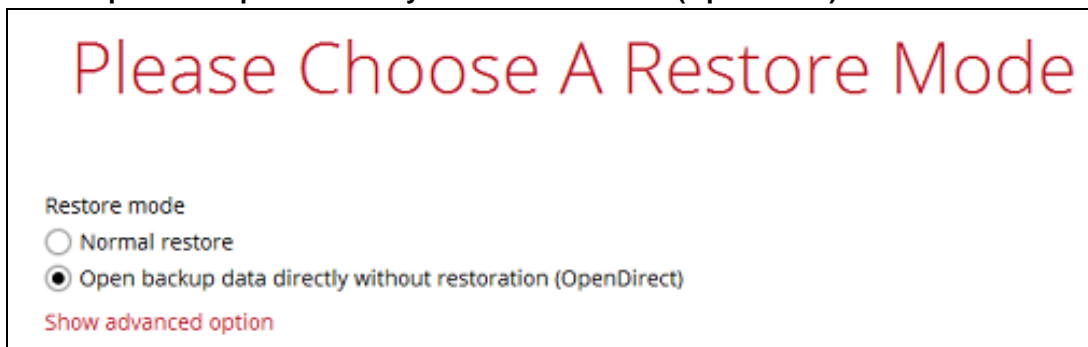 Please Choose A Restore Mode
Restore mode
Normal restore
Open backup data directly without restoration (OpenDirect)
Show advanced option